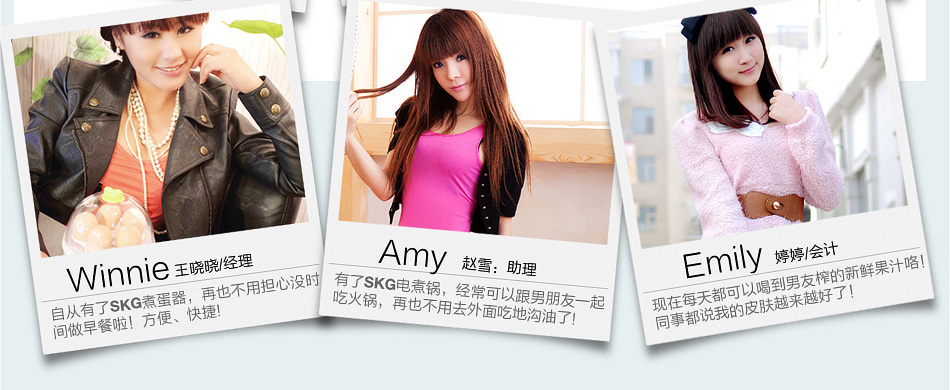 Winnie 王哓哓/经理
自从有了SKG煮蛋器，再也不用担心没时
间做早餐啦！方便、快捷!
Amy 赵雪：助理
有了SKG电煮锅，经常可以跟男朋友一起
吃火锅，再也不用去外面吃地沟油了!
Emily 婷婷/会计
现在每天都可以喝到男友榨的新鲜果汁咯!
同事都说我的皮肤越来越好了!